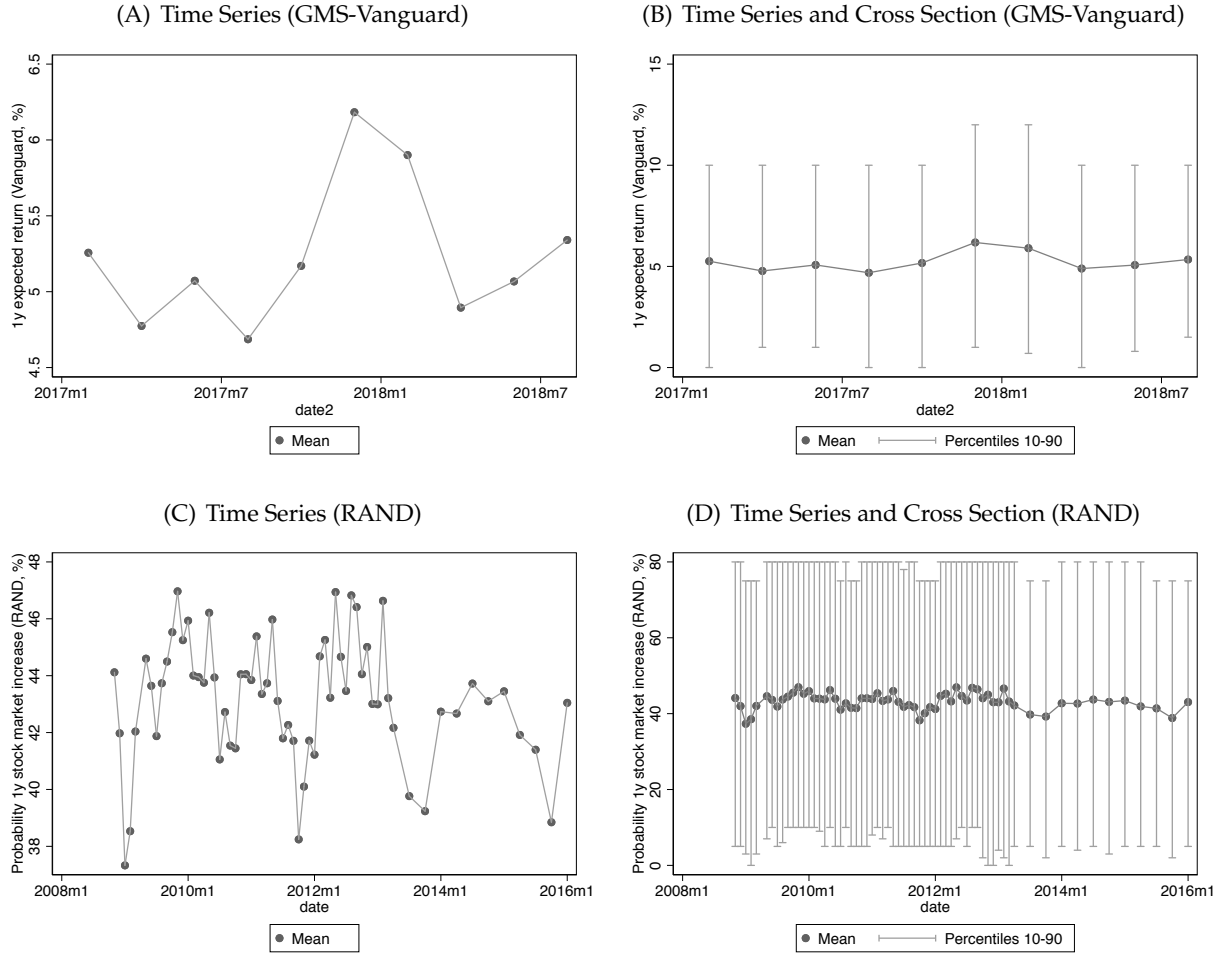 (A) Time Series (GMS-Vanguard)
1y expected return (Vanguard, %)
6.5
6
5.5
5
4.5
2017m1
2017m7
2018m1
2018m7
date2
Mean
(B) Time Series and Cross Section (GMS-Vanguard)
1y expected return (Vanguard, %)
15
10
5
0
2017m1
2017m7
2018m1
2018m7
date2
Mean
Percentiles 10-90
(C) Time Series (RAND)
Probability 1y stock market increase (RAND, %)
48
46
44
42
40
38
2008m1
2010m1
2012m1
2014m1
2016m1
date
Mean
(D) Time Series and Cross Section (RAND)
Probability 1y stock market increase (RAND, %)
80
60
40
20
0
2008m1
2010m1
2012m1
2014m1
2016m1
date
Mean
Percentiles 10-90